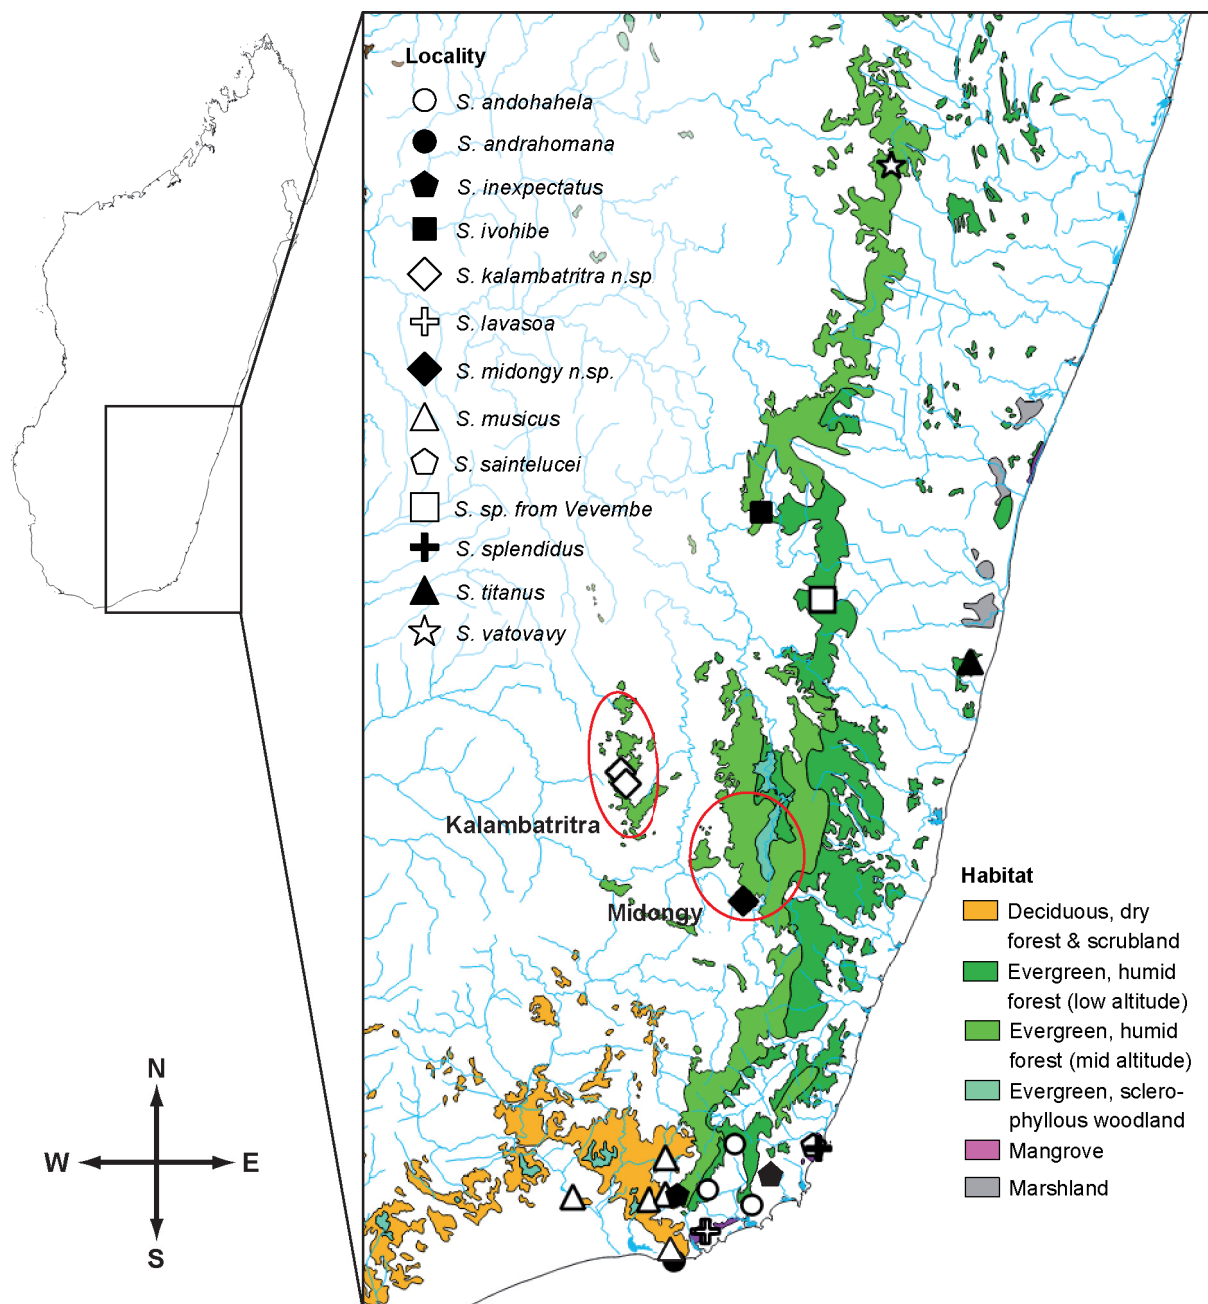 Locality
S. andohahela
S. andrahomana
S. inexpectatus
S. ivohibe
S. kalambatritra n.sp
S. lavasoa
S. midongy n.sp.
S. musicus
S. saintelucei
S. sp. from Vevembe
S. splendidus
S. titanus
S. vatovavy
Kalambatritra
Midongy
Habitat
Deciduous, dry
forest & scrubland
Evergreen, humid
forest (low altitude)
Evergreen, humid
forest (mid altitude)
Evergreen, sclero-
phyllous woodland
Mangrove
Marshland
N
W E
S